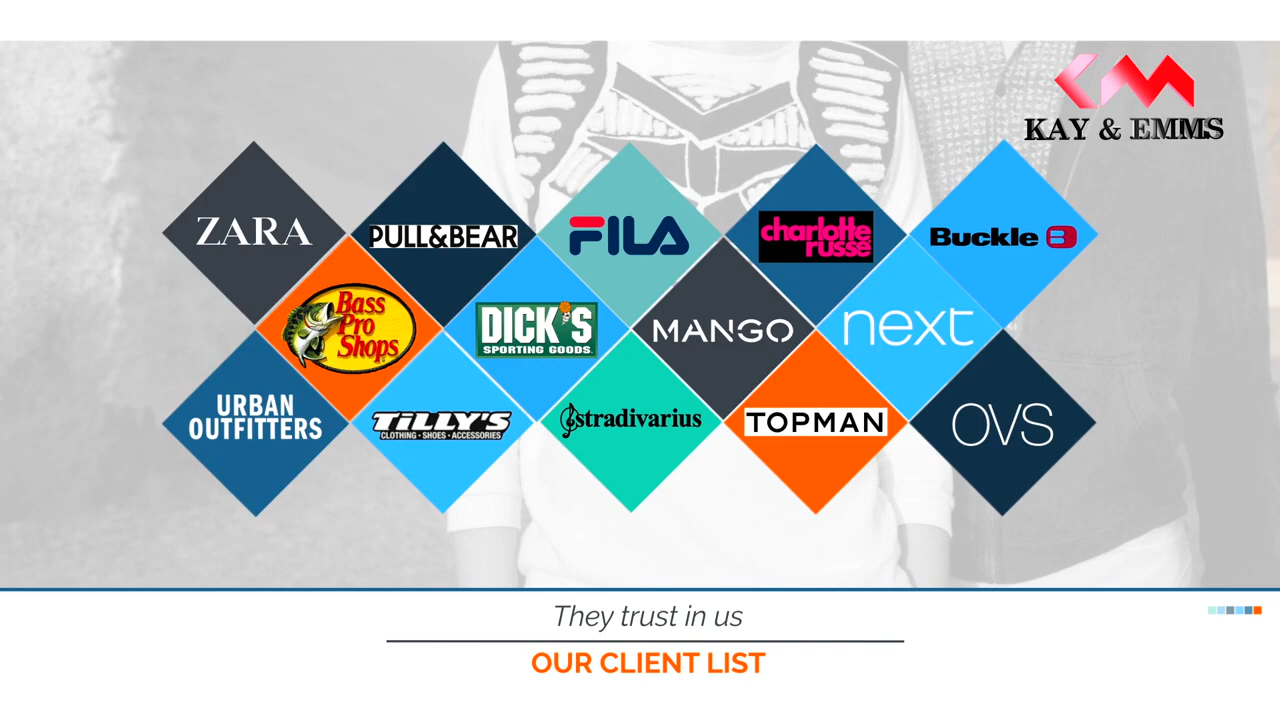 KAY & EMMS
ZARA
PULL&BEAR
FILA
charlotte
russe
Buckle B
Bass
Pro
Shops
DICK'S
SPORTING GOODS
MANGO
next
URBAN
OUTFITTERS
TiLLY'S
CLOTHING • SHOES • ACCESSORIES
stradivarius
TOPMAN
OVS
They trust in us
OUR CLIENT LIST